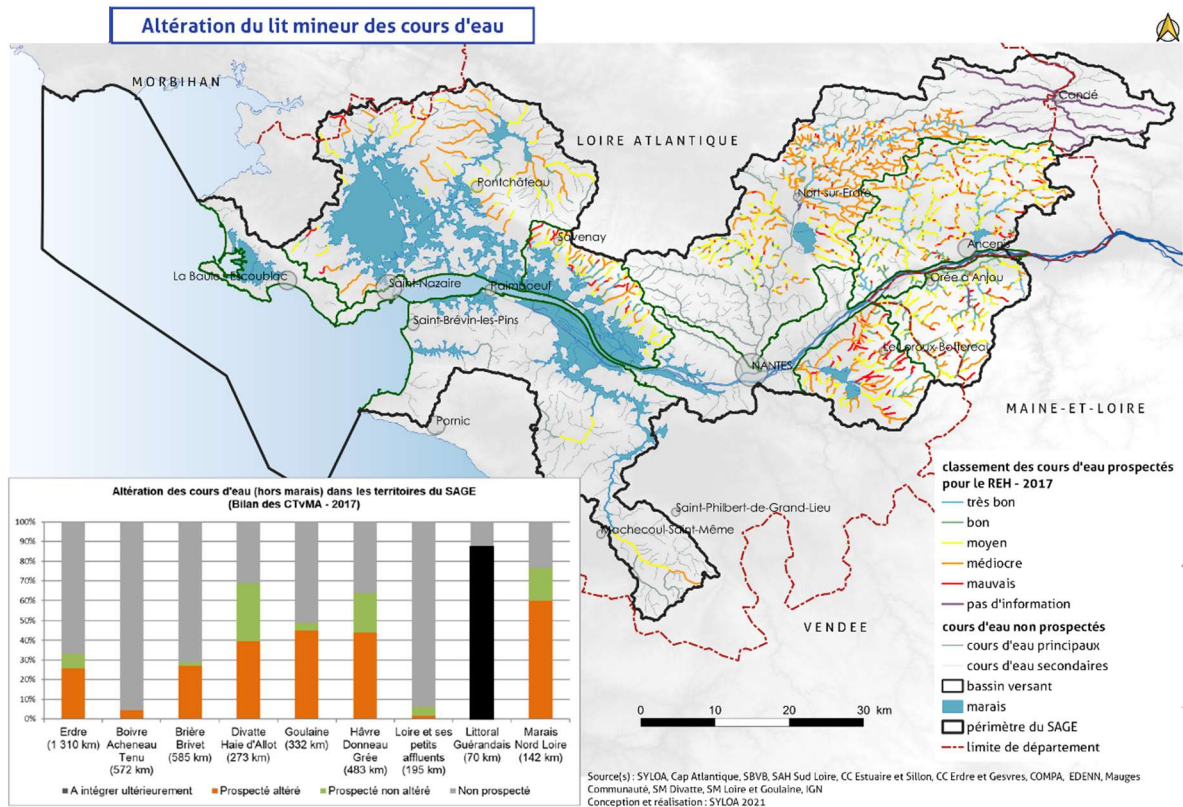 Altération du lit mineur des cours d'eau
MORBIHAN
LOIRE ATLANTIQUE
Condé
Pontchâteau
Nort-sur-Erdre
Savenay
Ancenis
La Baule-Escoublac
Saint-Nazaire
Paimboeuf
Orée d'Anjou
Saint-Brévin-les-Pins
Le Loroux-Bottereau
NANTES
MAINE-ET-LOIRE
Pornic
Saint-Philbert-de-Grand-Lieu
Machecoul-Saint-Même
VENDEE
classement des cours d'eau prospectés
pour le REH - 2017
très bon
bon
moyen
médiocre
mauvais
pas d'information
cours d'eau non prospectés
cours d'eau principaux
cours d'eau secondaires
bassin versant
marais
périmètre du SAGE
limite de département
0 10 20 30 km
Altération des cours d'eau (hors marais) dans les territoires du SAGE
(Bilan des CTvMA - 2017)
100%
90%
80%
70%
60%
50%
40%
30%
20%
10%
0%
Erdre
(1 310 km)
Boivre
Acheneau
Tenu
(572 km)
Brière
Brivet
(585 km)
Divatte
Haie d'Allot
(273 km)
Goulaine
(332 km)
Hâvre
Donneau
Grée
(483 km)
Loire et ses
petits
affluents
(195 km)
Littoral
Guérandais
(70 km)
Marais
Nord Loire
(142 km)
A intégrer ultérieurement
Prospecté altéré
Prospecté non altéré
Non prospecté
Source(s) : SYLOA, Cap Atlantique, SBVB, SAH Sud Loire, CC Estuaire et Sillon, CC Erdre et Gesvres, COMPA, EDENN, Mauges
Communauté, SM Divatte, SM Loire et Goulaine, IGN
Conception et réalisation : SYLOA 2021